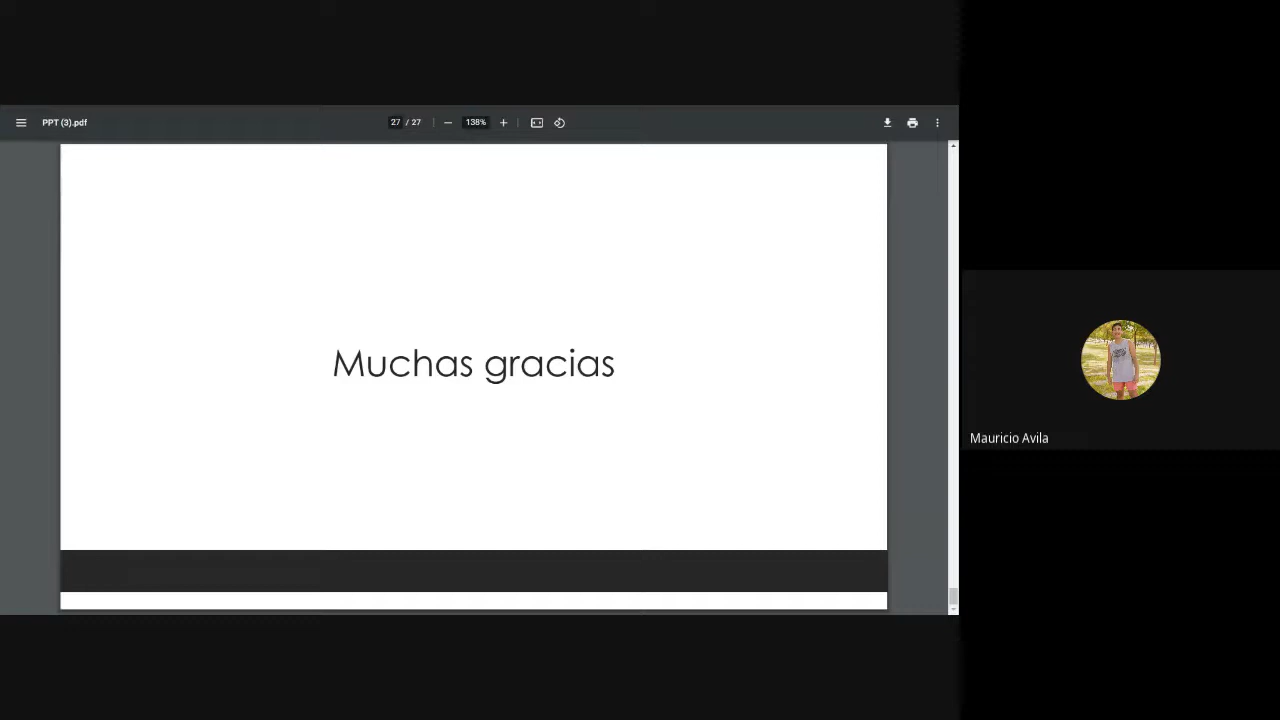 PPT (3).pdf
27 / 27
138%
Muchas gracias
Mauricio Avila